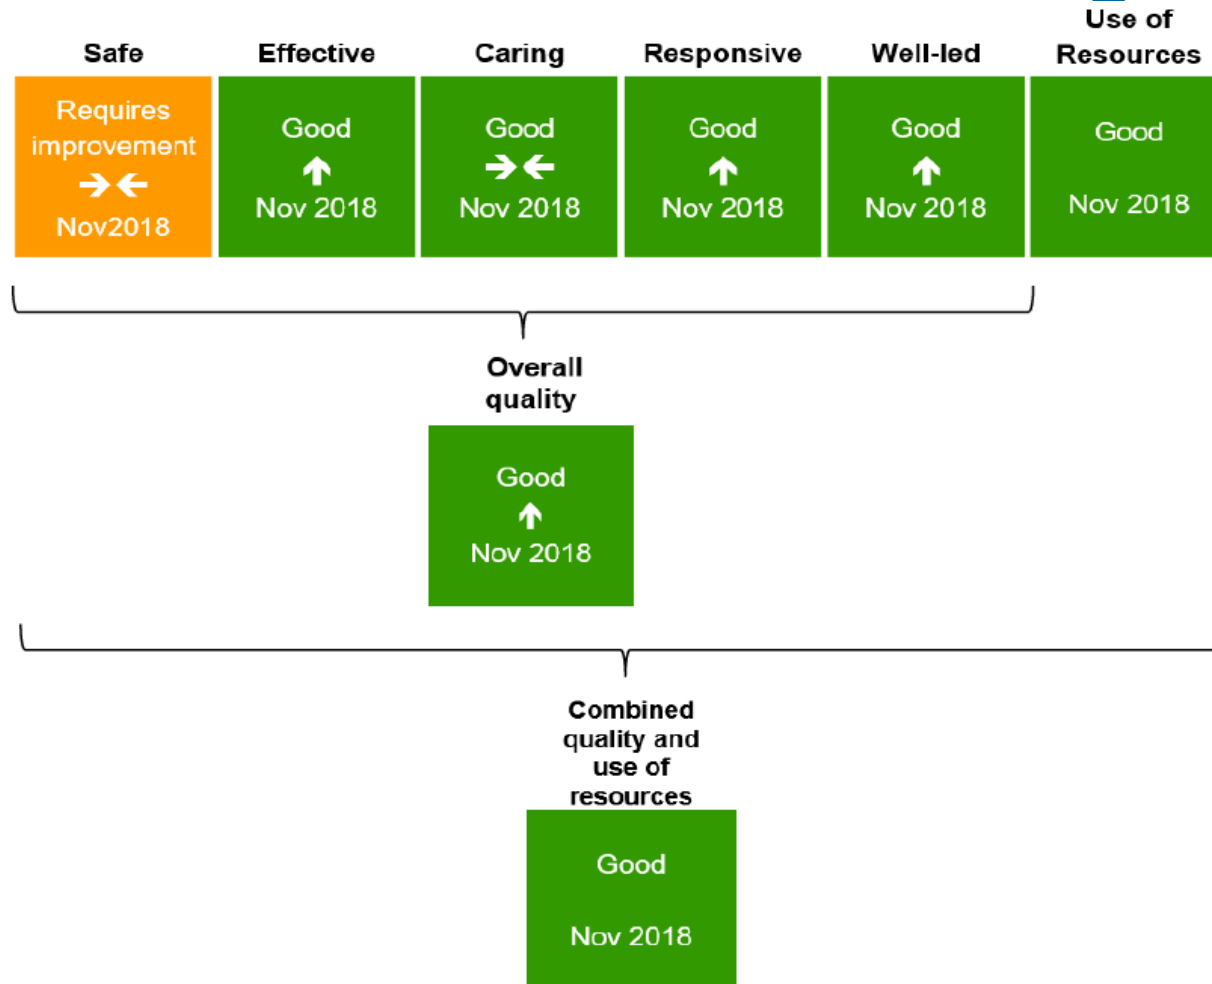 Safe Effective Caring Responsive Well-led Use of Resources
Requires improvement
Nov2018
Good
Nov 2018
Good
Nov 2018
Good
Nov 2018
Good
Nov 2018
Good
Nov 2018
Overall
quality
Good
Nov 2018
Combined
quality and
use of
resources
Good
Nov 2018